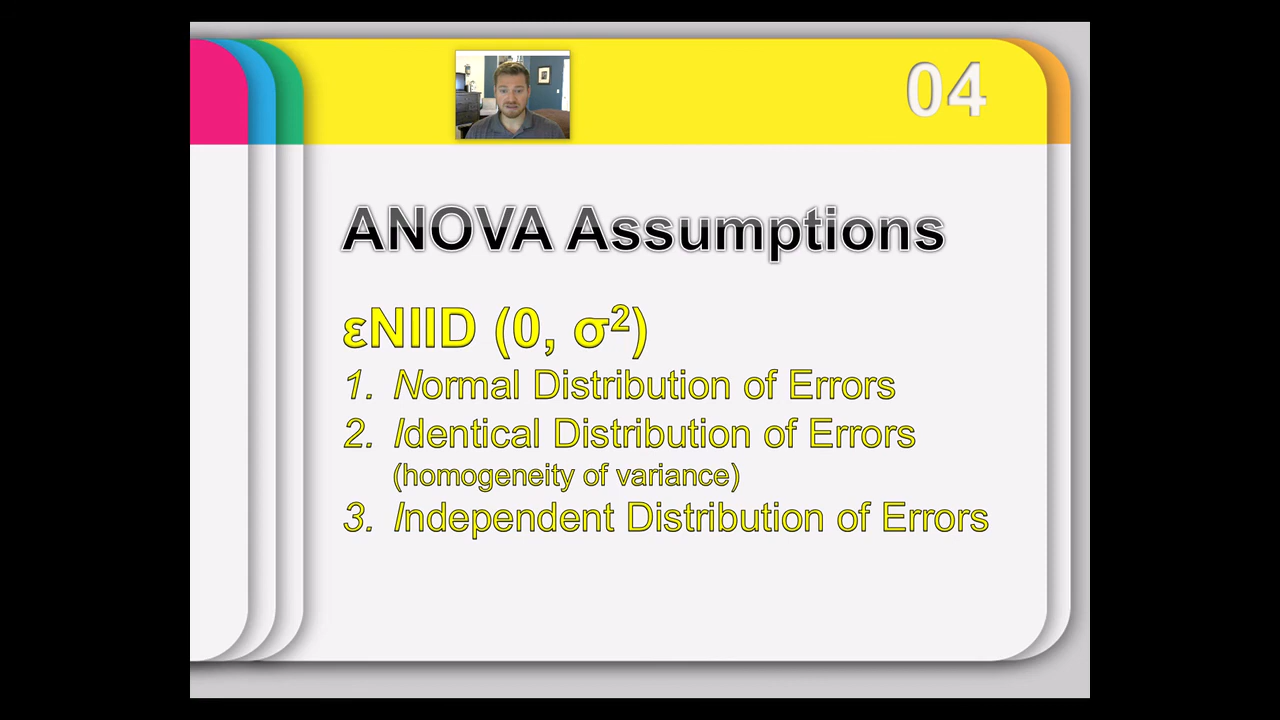 04
ANOVA Assumptions
εNIID (0, σ²)
1. Normal Distribution of Errors
2. Identical Distribution of Errors
(homogeneity of variance)
3. Independent Distribution of Errors